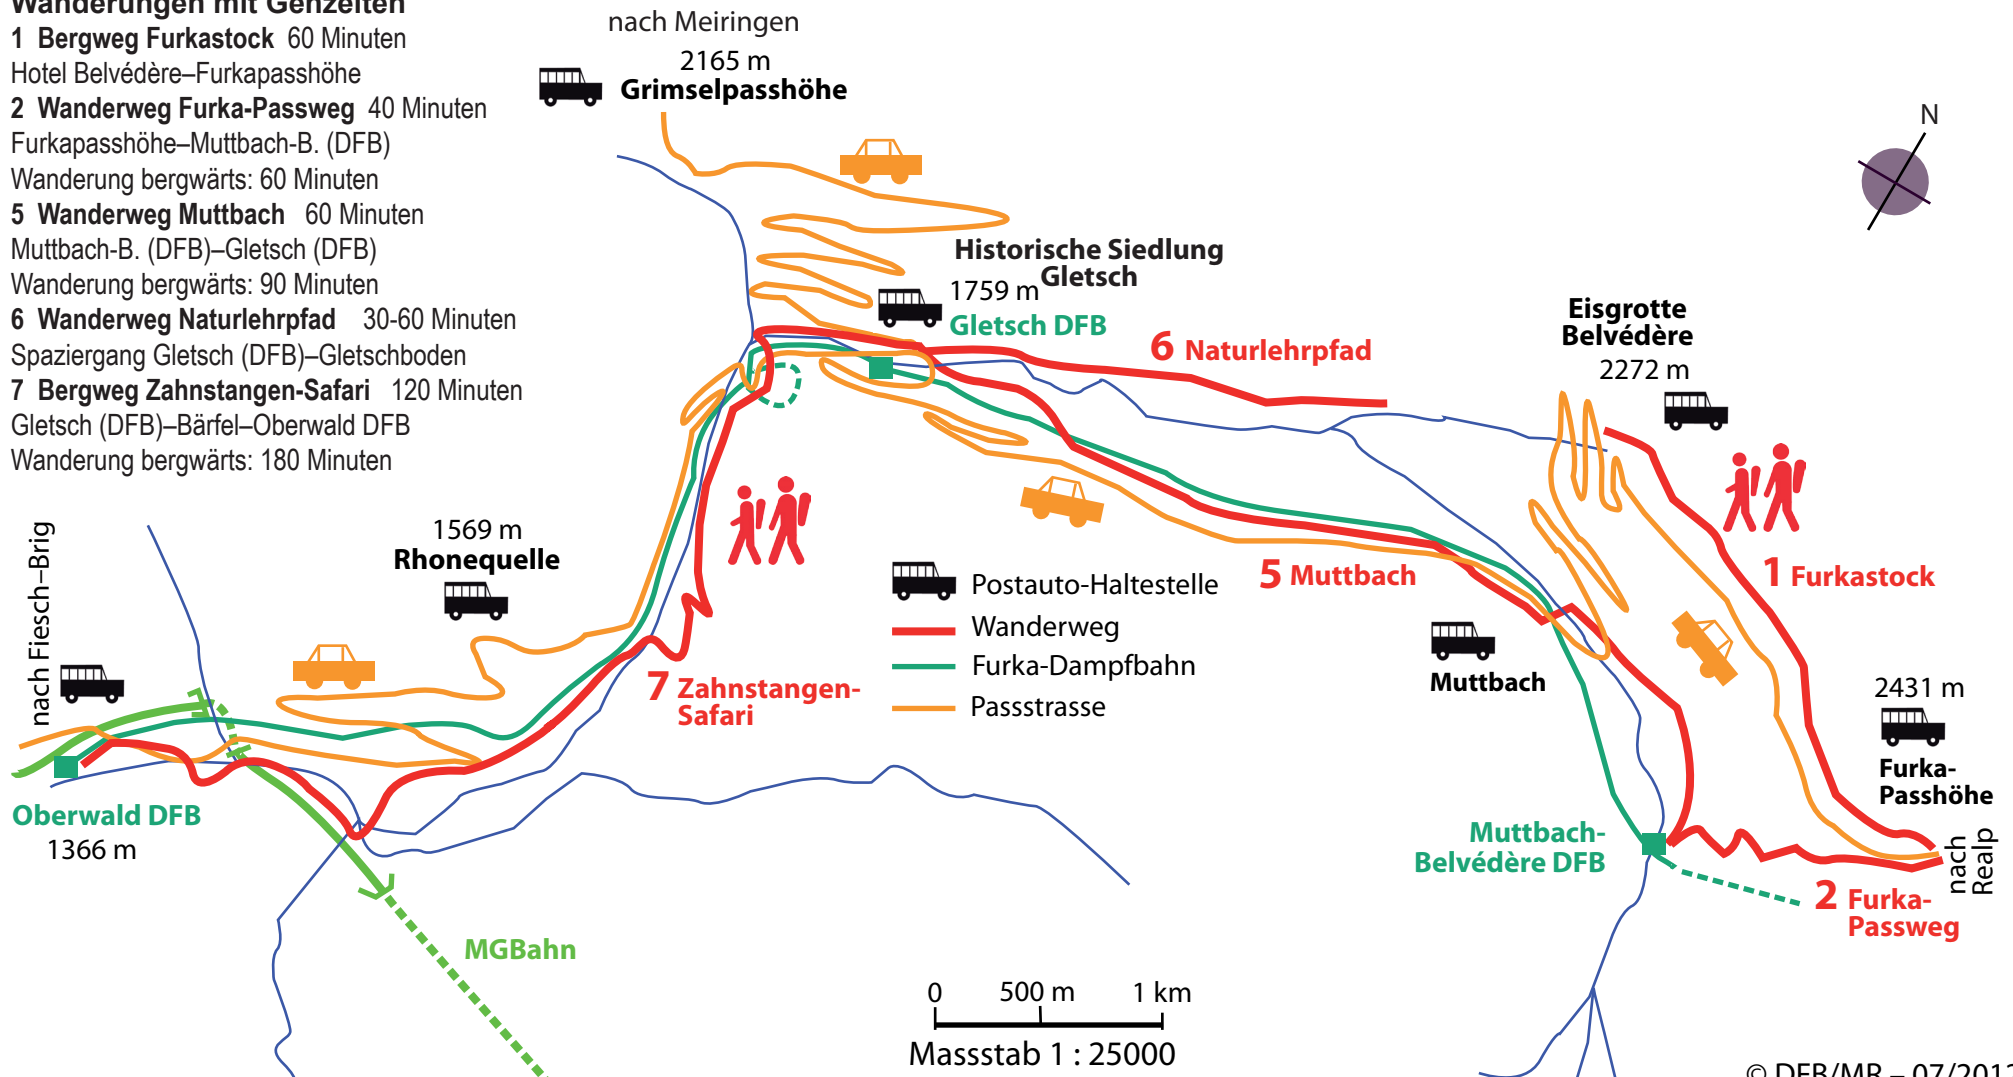 Wanderungen mit Gehzeiten
1 Bergweg Furkastock 60 Minuten
Hotel Belvédère–Furkapasshöhe
2 Wanderweg Furka-Passweg 40 Minuten
Furkapasshöhe–Muttbach-B. (DFB)
Wanderung bergwärts: 60 Minuten
5 Wanderweg Muttbach 60 Minuten
Muttbach-B. (DFB)–Gletsch (DFB)
Wanderung bergwärts: 90 Minuten
6 Wanderweg Naturlehrpfad 30-60 Minuten
Spaziergang Gletsch (DFB)–Gletschboden
7 Bergweg Zahnstangen-Safari 120 Minuten
Gletsch (DFB)–Bärfel–Oberwald DFB
Wanderung bergwärts: 180 Minuten
nach Meiringen
2165 m
Grimselpasshöhe
N
Historische Siedlung
Gletsch
1759 m
Gletsch DFB
6 Naturlehrpfad
Eisgrotte
Belvédère
2272 m
1 Furkastock
5 Muttbach
Muttbach
2431 m
Furka-
Passhöhe
nach
Realp
Muttbach-
Belvédère DFB
2 Furka-
Passweg
1569 m
Rhonequelle
nach Fiesch–Brig
7 Zahnstangen-
Safari
Postauto-Haltestelle
Wanderweg
Furka-Dampfbahn
Passstrasse
Oberwald DFB
1366 m
MGBahn
0 500 m 1 km
Massstab 1 : 25000
© DFB/MR – 07/2012